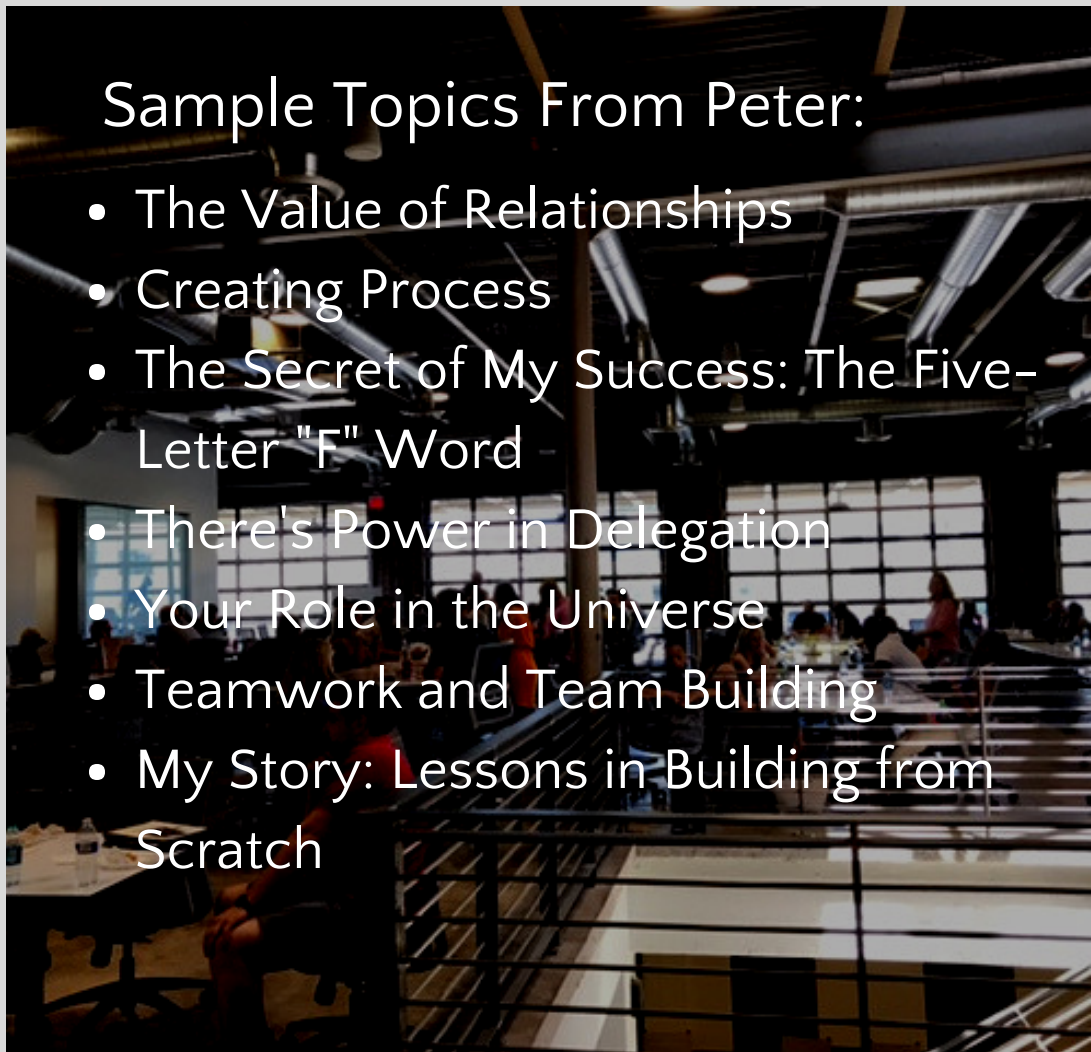 Sample Topics From Peter:
• The Value of Relationships
• Creating Process
• The Secret of My Success: The Five-
Letter "F" Word
• There's Power in Delegation
• Your Role in the Universe
• Teamwork and Team Building
• My Story: Lessons in Building from
Scratch